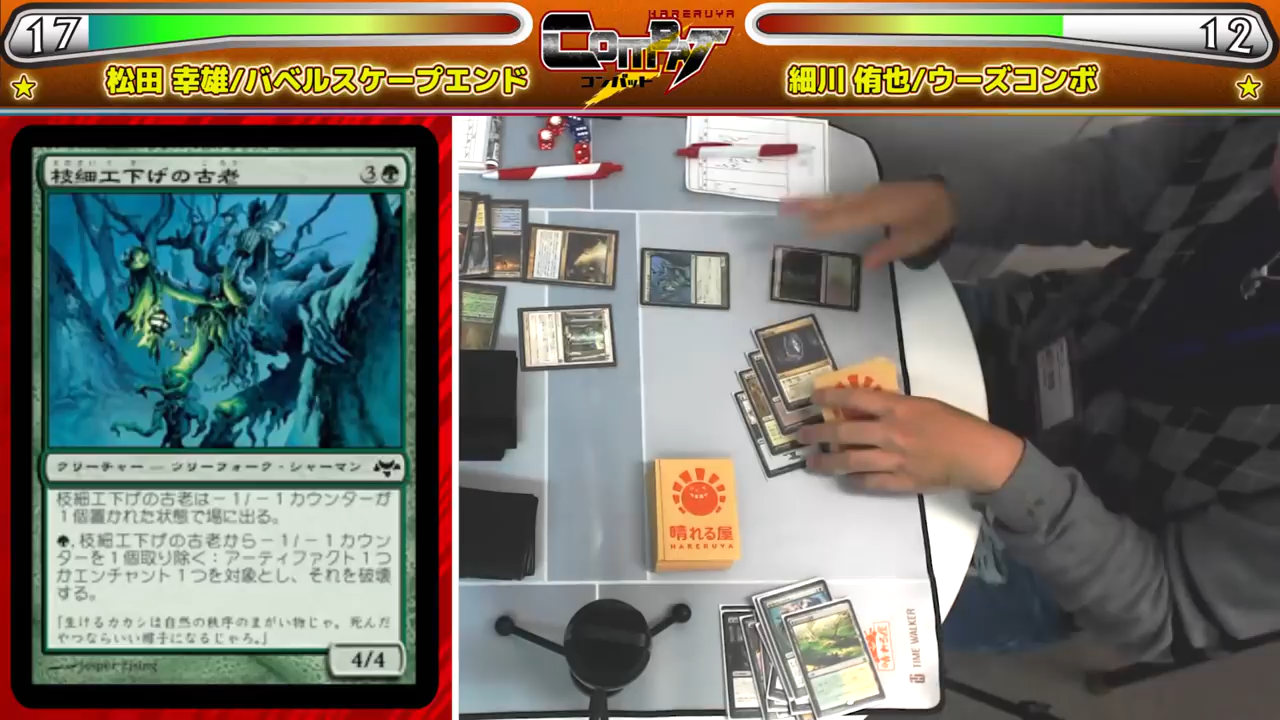 17
HARERUYA
COMBAT
コンバット
12
松田 幸雄/バベルスケープエンド
細川 侑也/ウーズコンボ
枝細工下げの古老
3
クリーチャー — ツリーフォーク・シャーマン
枝細工下げの古老は－1/－1カウンターが
1個置かれた状態で場に出る。
,枝細工下げの古老から－1/－1カウン
ターを1個取り除く：アーティファクト1つ
かエンチャント1つを対象とし、それを破壊
する。
「生けるカカシは自然の秩序のまがい物じゃ。死んだ
やつならいい帽子になるじゃろ。」
4/4
晴れる屋
HARERUYA
TIME WALKER